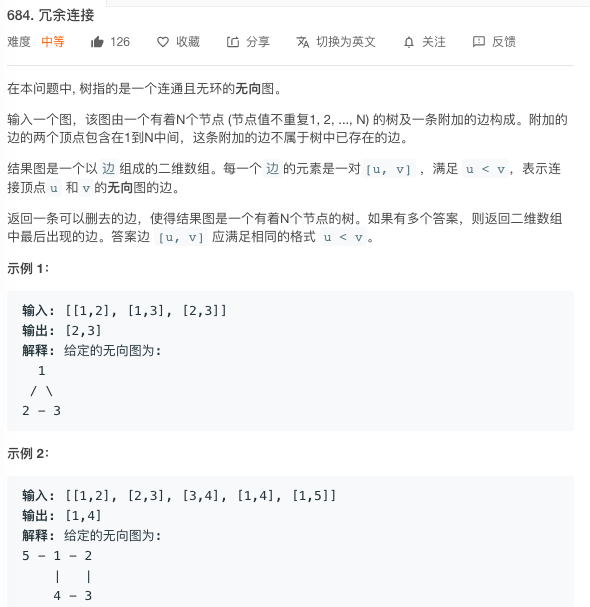 684. 冗余连接
难度 中等 126 收藏 分享 切换为英文 关注 反馈
在本问题中, 树指的是一个连通且无环的无向图。
输入一个图，该图由一个有着N个节点 (节点值不重复1, 2, ..., N) 的树及一条附加的边构成。附加的
边的两个顶点包含在1到N中间，这条附加的边不属于树中已存在的边。
结果图是一个以 边 组成的二维数组。每一个 边 的元素是一对 [u, v] ，满足 u < v，表示连
接顶点 u 和 v 的无向图的边。
返回一条可以删去的边，使得结果图是一个有着N个节点的树。如果有多个答案，则返回二维数组
中最后出现的边。答案边 [u, v] 应满足相同的格式 u < v。
示例 1：
输入: [[1,2], [1,3], [2,3]]
输出: [2,3]
解释: 给定的无向图为:
  1
 / \
2 - 3
示例 2：
输入: [[1,2], [2,3], [3,4], [1,4], [1,5]]
输出: [1,4]
解释: 给定的无向图为:
5 - 1 - 2
    |   |
    4 - 3